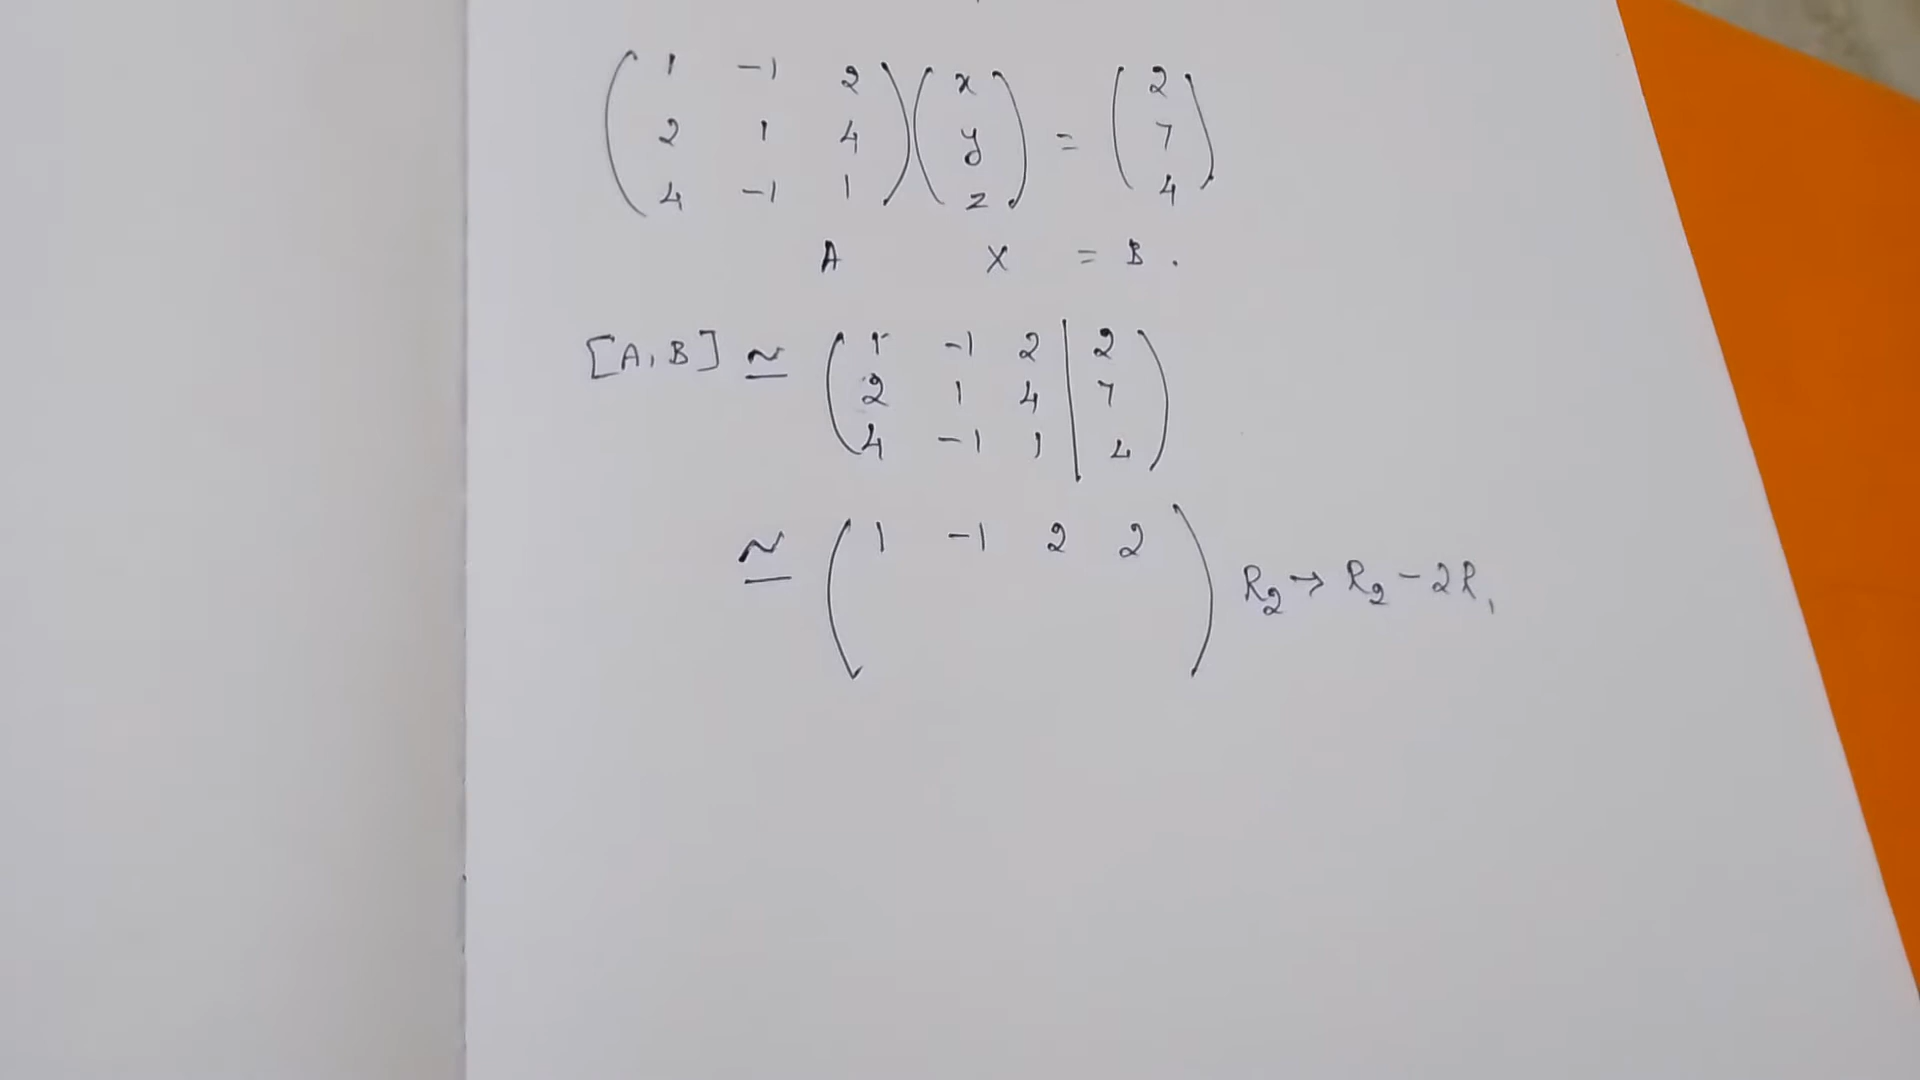 ( 1 -1 2 ) ( x ) = ( 2 )
( 2 1 4 ) ( y ) ( 7 )
( 4 -1 1 ) ( z ) ( 4 )
A X = B .
[A, B] ≅ ( 1 -1 2 | 2 )
( 2 1 4 | 7 )
( 4 -1 1 | 4 )
≅ ( 1 -1 2 2 )
R₂ → R₂ - 2R₁